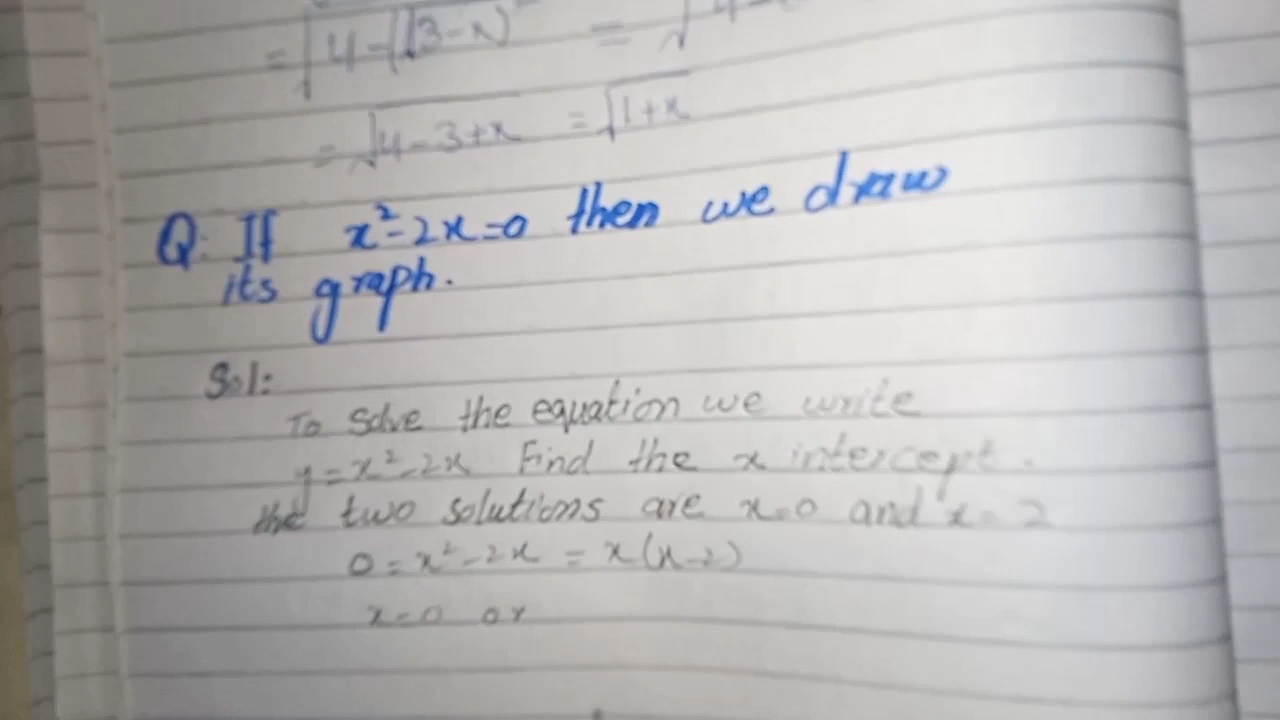 = √4-(√3-x)² = √4-
= √4-3+x = √1+x
Q: If x²-2x=0 then we draw
its graph.
Sol:
To Solve the equation we write
y=x²-2x Find the x intercept.
the two solutions are x=0 and x=2
0=x²-2x = x(x-2)
x=0 or